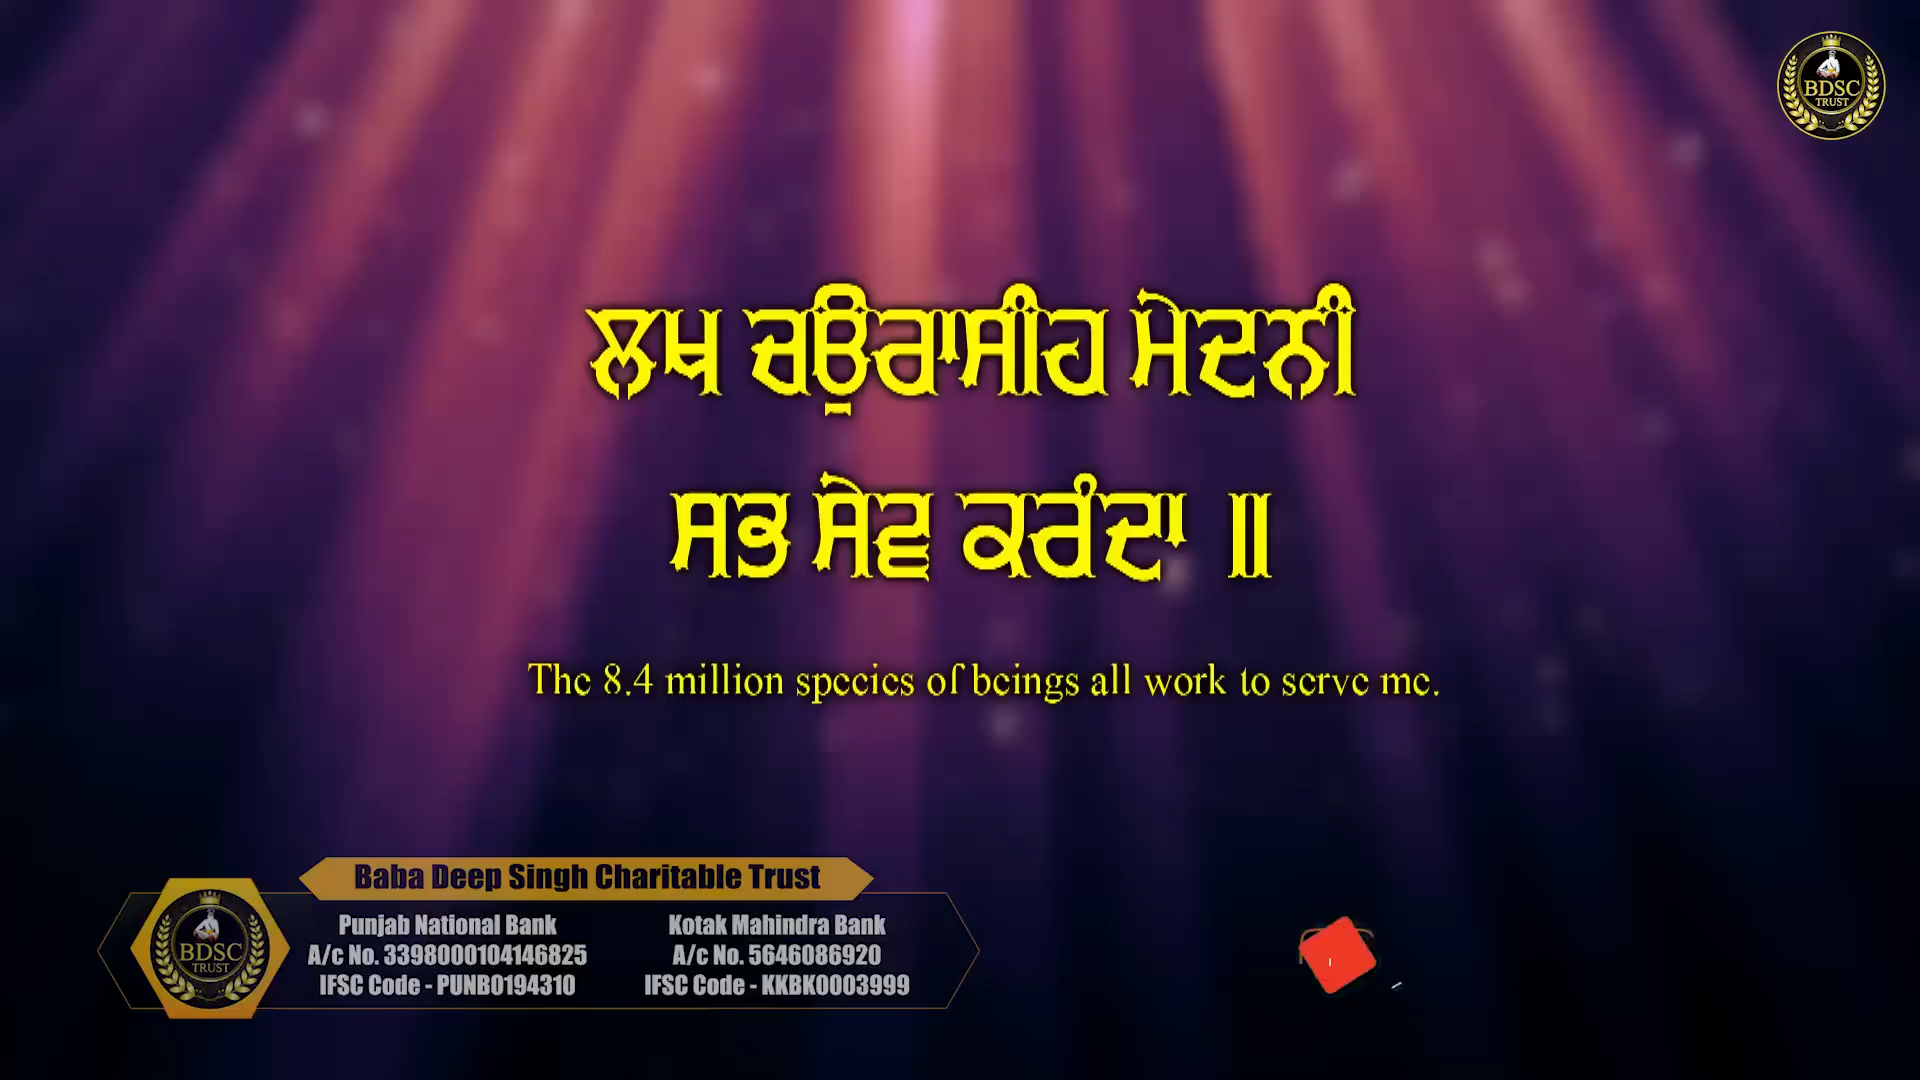 BDSC
TRUST
ਲਖ ਚਉਰਾਸੀਹ ਮੇਦਨੀ
ਸਭ ਸੇਵ ਕਰੰਦਾ ॥
The 8.4 million species of beings all work to serve me.
Baba Deep Singh Charitable Trust
Punjab National Bank
A/c No. 3398000104146825
IFSC Code - PUNB0194310
Kotak Mahindra Bank
A/c No. 5646086920
IFSC Code - KKBK0003999
BDSC
TRUST